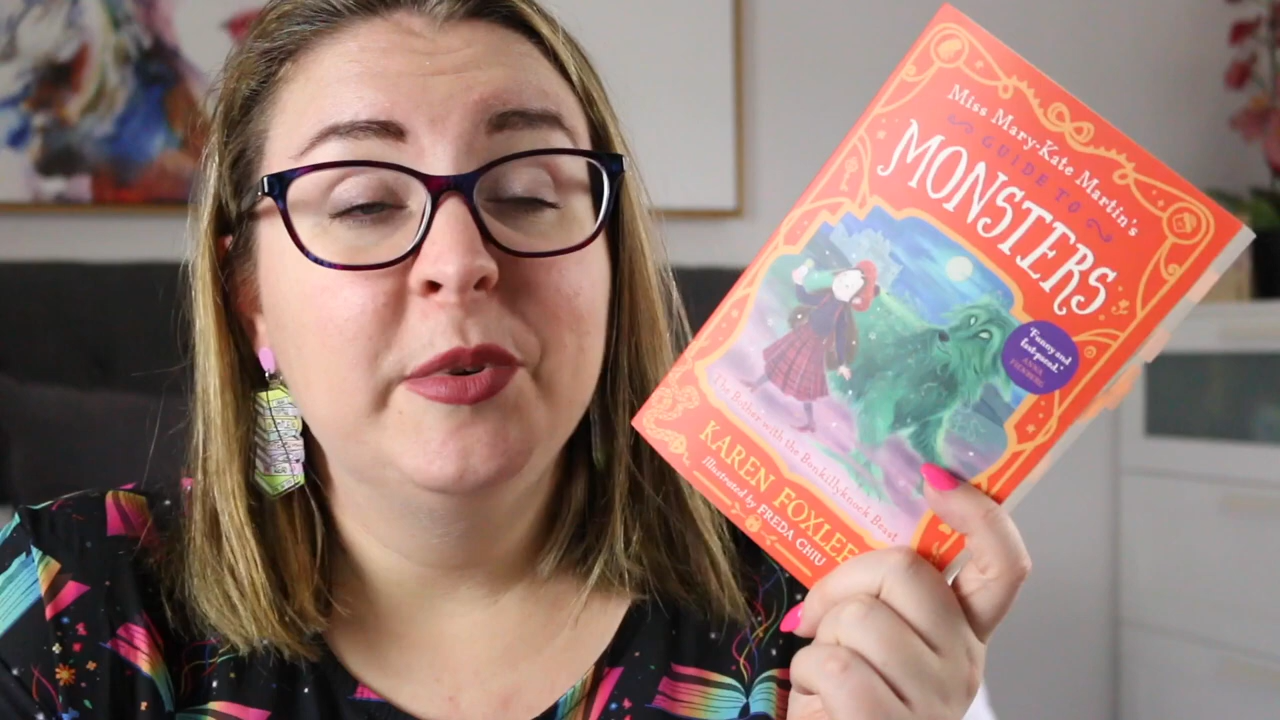 Miss Mary-Kate Martin's
GUIDE TO
MONSTERS
"Funny and
fast-paced."
ANNA
FIENBERG
The Bother with the Bonkillyknock Beast
KAREN FOXLEE
Illustrated by FREDA CHIU